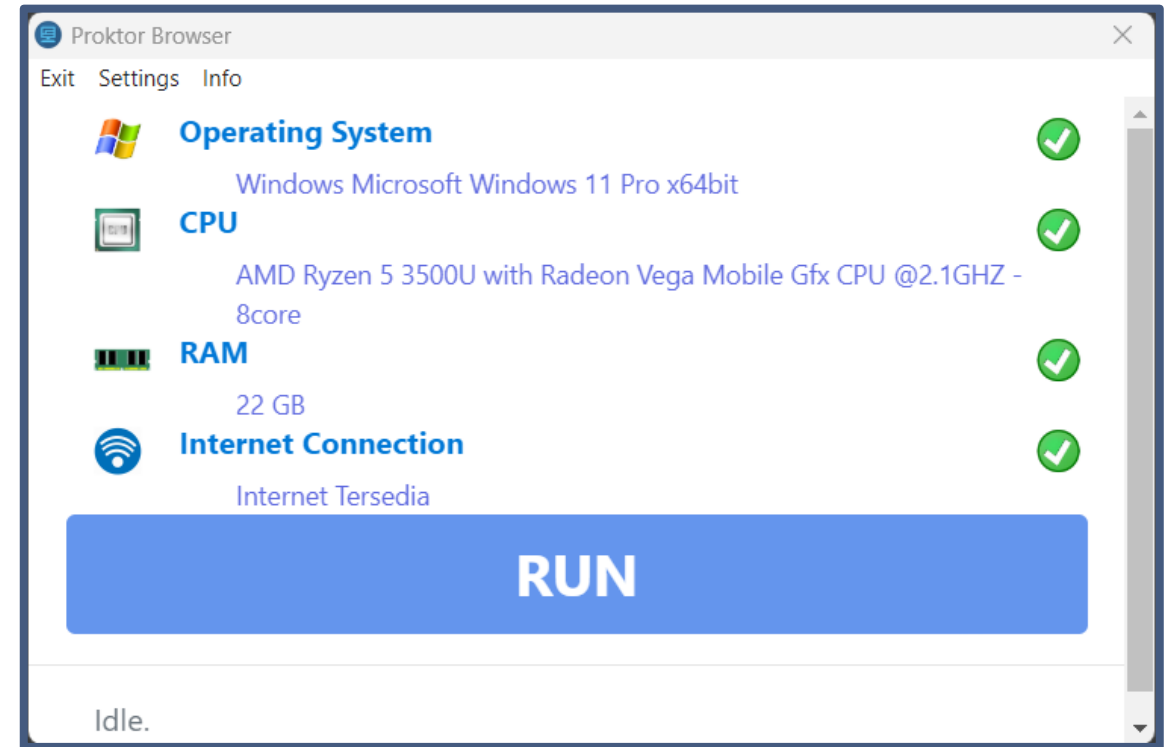 Proktor Browser
Exit Settings Info
Operating System
Windows Microsoft Windows 11 Pro x64bit
CPU
AMD Ryzen 5 3500U with Radeon Vega Mobile Gfx CPU @2.1GHZ -
8core
RAM
22 GB
Internet Connection
Internet Tersedia
RUN
Idle.